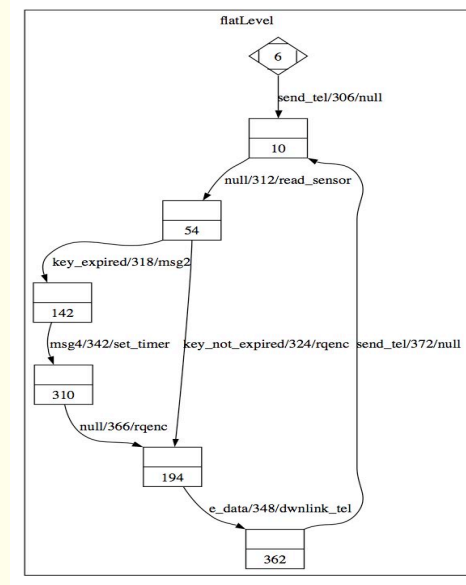 flatLevel
6
send_tel/306/null
10
null/312/read_sensor
54
key_expired/318/msg2
142
msg4/342/set_timer
key_not_expired/324/rqenc
send_tel/372/null
310
null/366/rqenc
194
e_data/348/dwnlink_tel
362